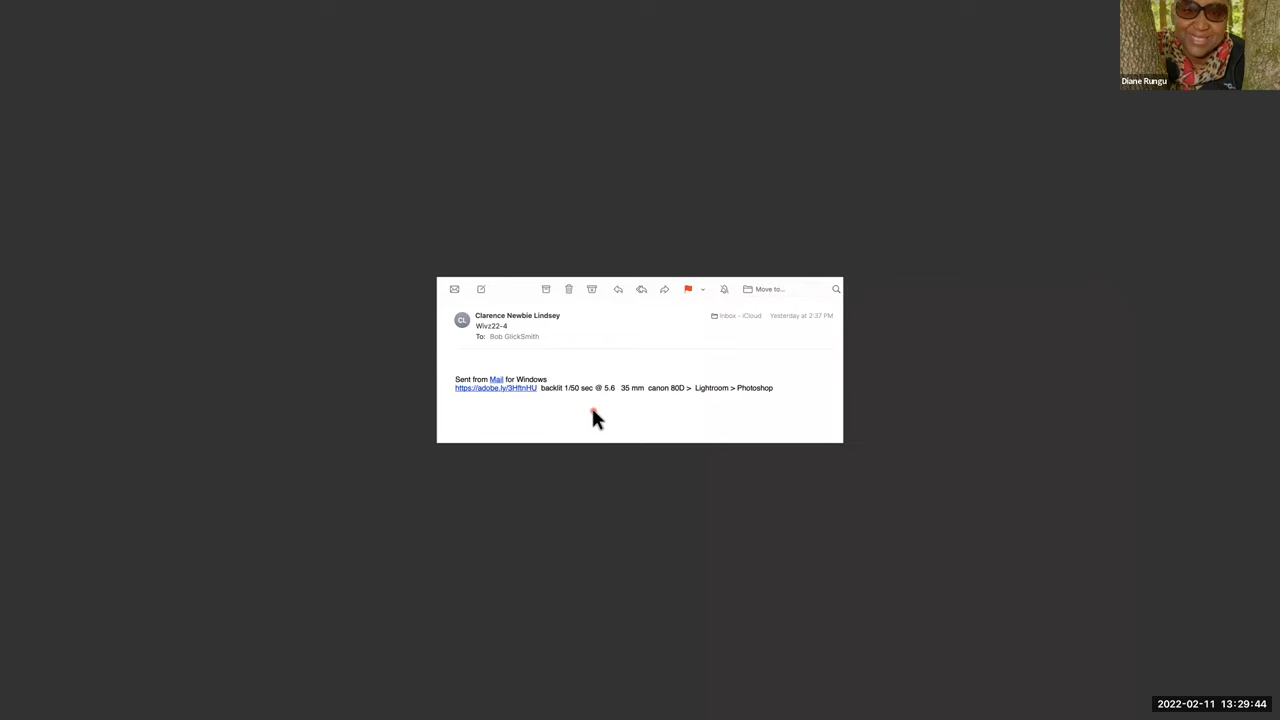 Diane Rungu
Move to...
CL
Clarence Newbie Lindsey
Inbox - iCloud
Yesterday at 2:37 PM
Wivz22-4
To: Bob GlickSmith
Sent from Mail for Windows
https://adobe.ly/3HftnHU backlit 1/50 sec @ 5.6 35 mm canon 80D > Lightroom > Photoshop
2022-02-11 13:29:44